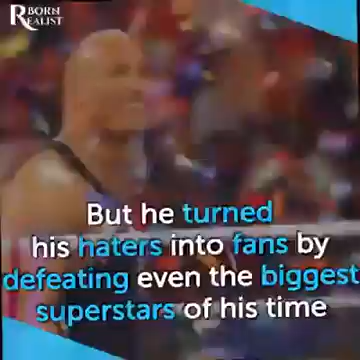 BORN
REALIST
But he turned
his haters into fans by
defeating even the biggest
superstars of his time